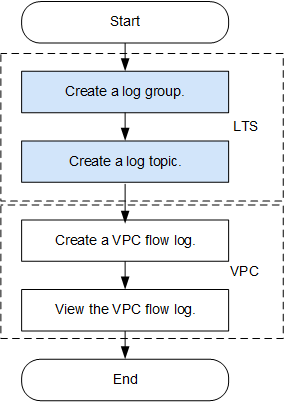 Start
Create a log group.
LTS
Create a log topic.
Create a VPC flow log.
VPC
View the VPC flow log.
End